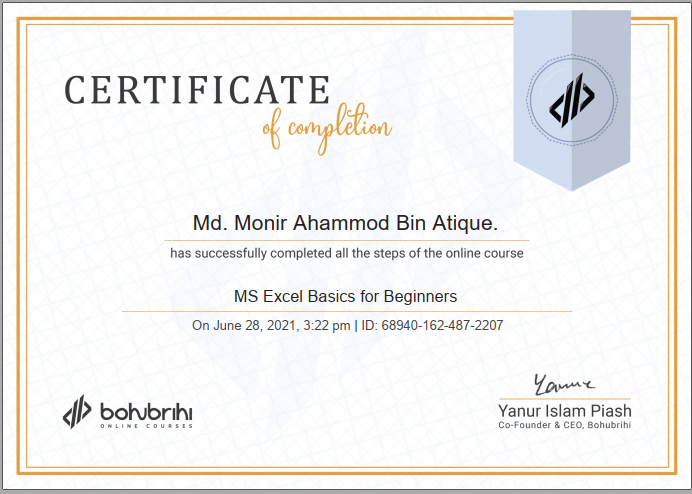 CERTIFICATE
of completion
Md. Monir Ahammod Bin Atique.
has successfully completed all the steps of the online course
MS Excel Basics for Beginners
On June 28, 2021, 3:22 pm | ID: 68940-162-487-2207
bohubrihi
ONLINE COURSES
Yanur Islam Piash
Co-Founder & CEO, Bohubrihi